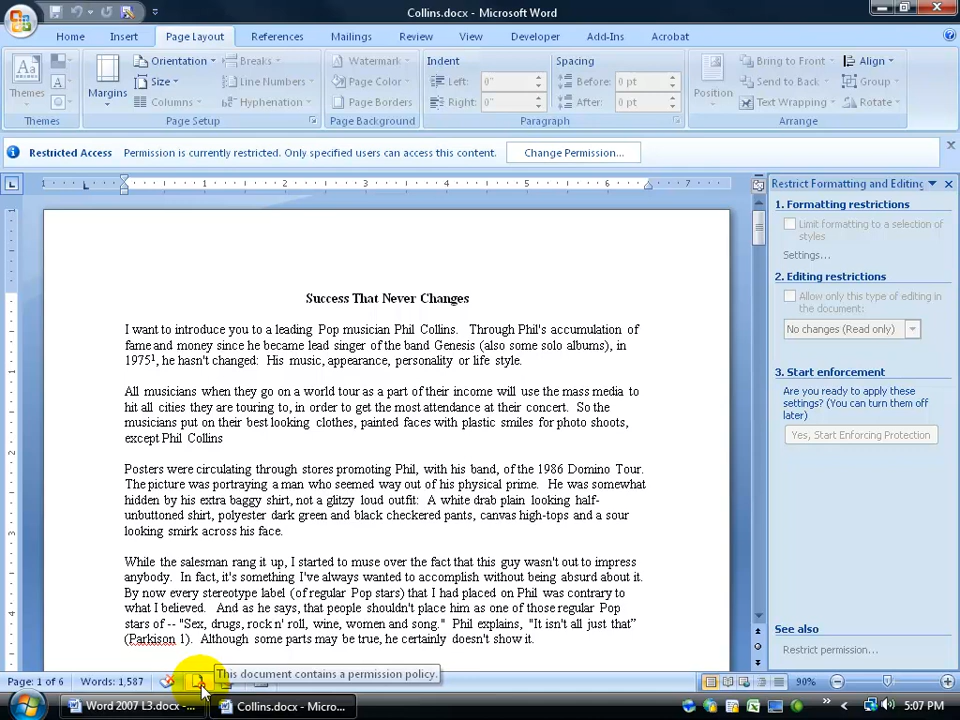 Collins.docx - Microsoft Word
Home Insert Page Layout References Mailings Review View Developer Add-Ins Acrobat
Orientation Breaks Watermark Indent Spacing Bring to Front Align
Themes Margins Size Line Numbers Page Color Left: 0" Before: 0 pt Position Send to Back Group
Columns Hyphenation Page Borders Right: 0" After: 0 pt Text Wrapping Rotate
Themes Page Setup Page Background Paragraph Arrange
Restricted Access Permission is currently restricted. Only specified users can access this content. Change Permission...
1 1 2 3 4 5 6 7
Success That Never Changes
I want to introduce you to a leading Pop musician Phil Collins. Through Phil's accumulation of
fame and money since he became lead singer of the band Genesis (also some solo albums), in
1975¹, he hasn't changed: His music, appearance, personality or life style.
All musicians when they go on a world tour as a part of their income will use the mass media to
hit all cities they are touring to, in order to get the most attendance at their concert. So the
musicians put on their best looking clothes, painted faces with plastic smiles for photo shoots,
except Phil Collins
Posters were circulating through stores promoting Phil, with his band, of the 1986 Domino Tour.
The picture was portraying a man who seemed way out of his physical prime. He was somewhat
hidden by his extra baggy shirt, not a glitzy loud outfit: A white drab plain looking half-
unbuttoned shirt, polyester dark green and black checkered pants, canvas high-tops and a sour
looking smirk across his face.
While the salesman rang it up, I started to muse over the fact that this guy wasn't out to impress
anybody. In fact, it's something I've always wanted to accomplish without being absurd about it.
By now every stereotype label (of regular Pop stars) that I had placed on Phil was contrary to
what I believed. And as he says, that people shouldn't place him as one of those regular Pop
stars of -- "Sex, drugs, rock n' roll, wine, women and song." Phil explains, "It isn't all just that"
(Parkison 1). Although some parts may be true, he certainly doesn't show it.
Restrict Formatting and Editing
1. Formatting restrictions
Limit formatting to a selection of
styles
Settings...
2. Editing restrictions
Allow only this type of editing in
the document:
No changes (Read only)
3. Start enforcement
Are you ready to apply these
settings? (You can turn them off
later)
Yes, Start Enforcing Protection
See also
Restrict permission...
This document contains a permission policy.
Page: 1 of 6 Words: 1,587 90%
Word 2007 L3.docx -... Collins.docx - Micro... 5:07 PM